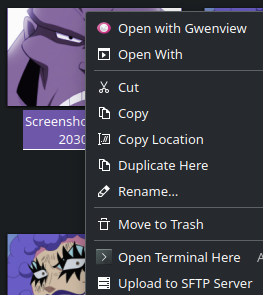 Open with Gwenview
Open With
Cut
Copy
Copy Location
Duplicate Here
Rename...
Move to Trash
Open Terminal Here
Upload to SFTP Server
2030